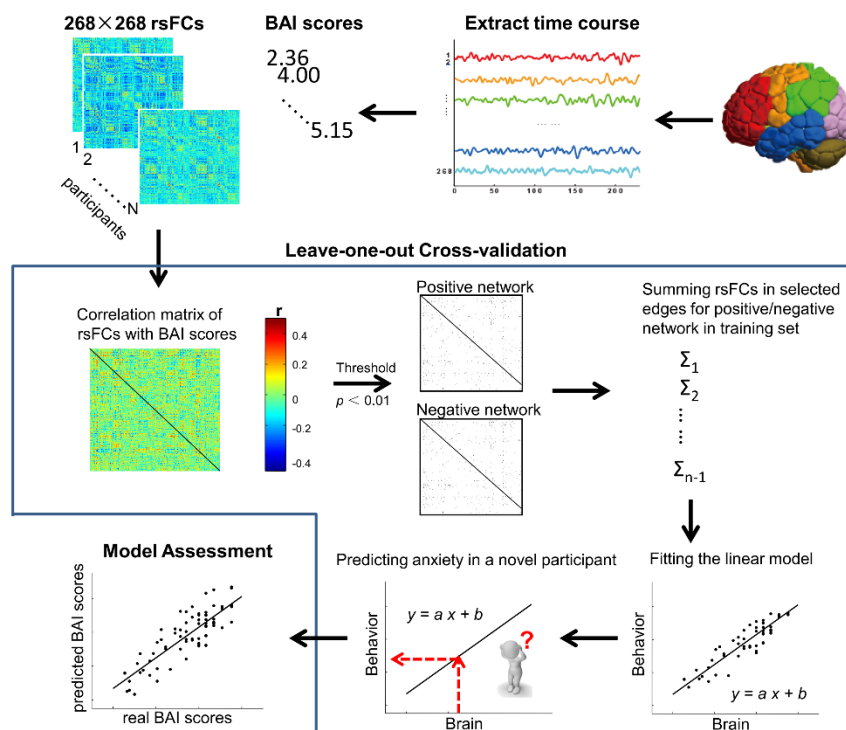 268×268 rsFCs
BAI scores
Extract time course
2.36
4.00
......
5.15
1
2
... ...
...
... ...
268
0
50
100
150
200
1
2
......
N
participants
Leave-one-out Cross-validation
Correlation matrix of
rsFCs with BAI scores
r
0.4
0.2
0
-0.2
-0.4
Threshold
p < 0.01
Positive network
Negative network
Summing rsFCs in selected
edges for positive/negative
network in training set
Σ1
Σ2
Σn-1
Model Assessment
predicted BAI scores
real BAI scores
Predicting anxiety in a novel participant
y = a x + b
?
Behavior
Brain
Fitting the linear model
Behavior
y = a x + b
Brain